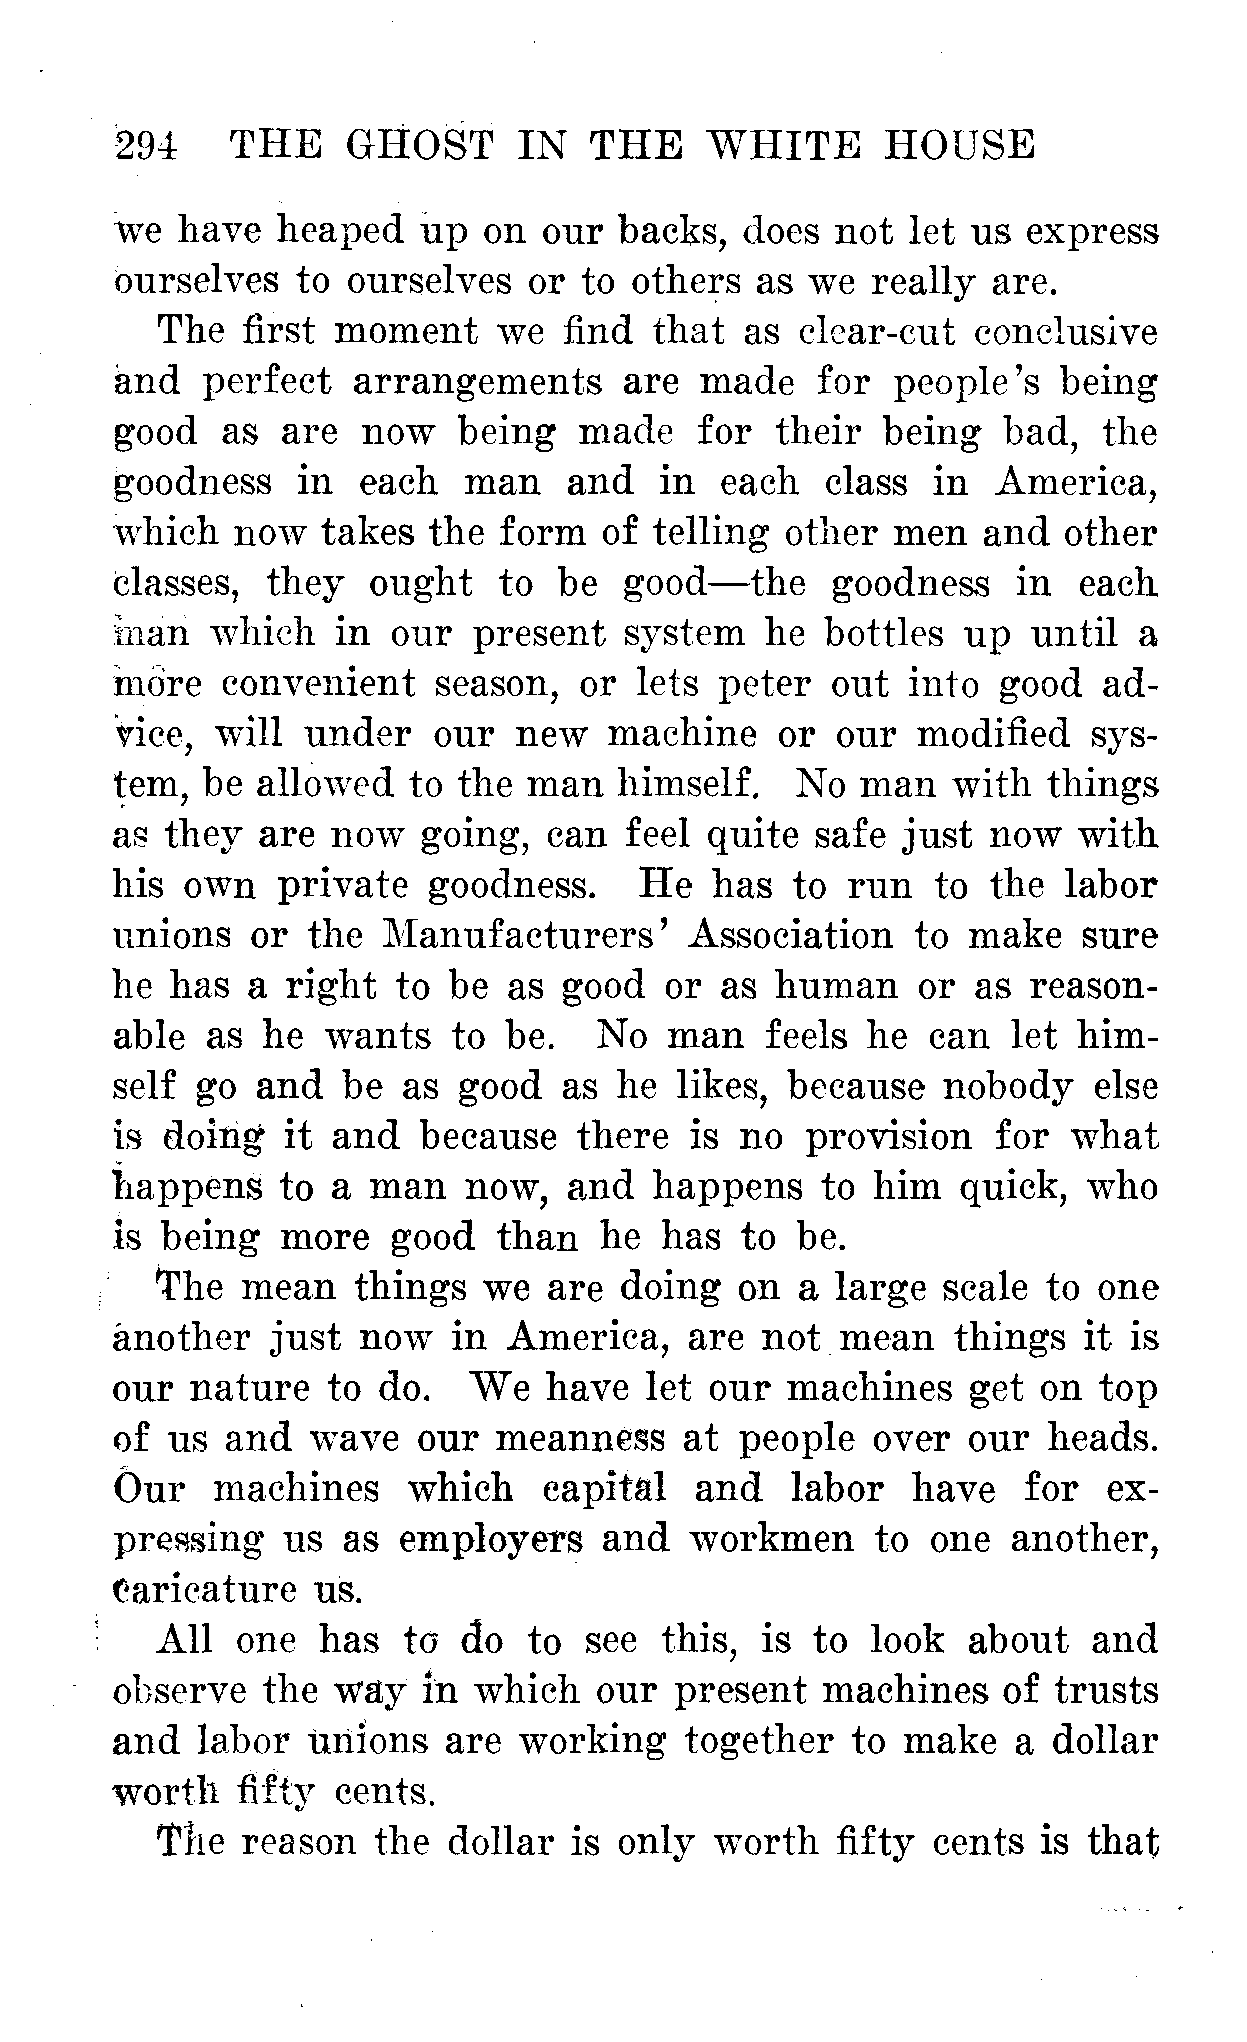 294 THE GHOST IN THE WHITE HOUSE
we have heaped up on our backs, does not let us express
ourselves to ourselves or to others as we really are.
The first moment we find that as clear-cut conclusive
and perfect arrangements are made for people's being
good as are now being made for their being bad, the
goodness in each man and in each class in America,
which now takes the form of telling other men and other
classes, they ought to be good—the goodness in each
man which in our present system he bottles up until a
more convenient season, or lets peter out into good ad-
vice, will under our new machine or our modified sys-
tem, be allowed to the man himself. No man with things
as they are now going, can feel quite safe just now with
his own private goodness. He has to run to the labor
unions or the Manufacturers' Association to make sure
he has a right to be as good or as human or as reason-
able as he wants to be. No man feels he can let him-
self go and be as good as he likes, because nobody else
is doing it and because there is no provision for what
happens to a man now, and happens to him quick, who
is being more good than he has to be.
The mean things we are doing on a large scale to one
another just now in America, are not mean things it is
our nature to do. We have let our machines get on top
of us and wave our meanness at people over our heads.
Our machines which capital and labor have for ex-
pressing us as employers and workmen to one another,
caricature us.
All one has to do to see this, is to look about and
observe the way in which our present machines of trusts
and labor unions are working together to make a dollar
worth fifty cents.
The reason the dollar is only worth fifty cents is that